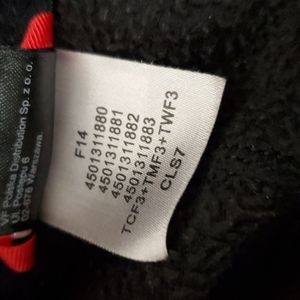 VF Polska Distribution Sp. z o.o.
Ul. Postępu 6
02-676 Warszawa.
F14
4501311880
4501311881
4501311882
4501311883
TCF3+TMF3+TWF3
CLS7